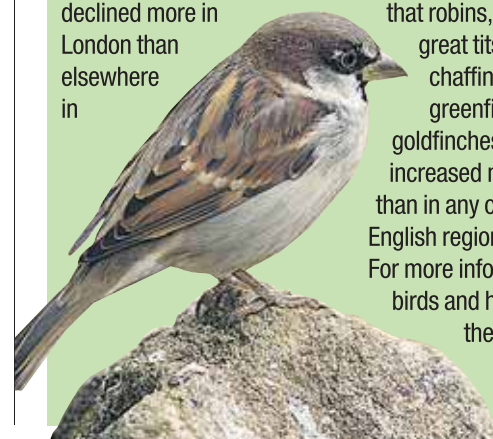 declined more in
London than
elsewhere
in
that robins,
great tits
chaffin
greenfi
goldfinches
increased
than in any
English region
For more info
birds and h
the